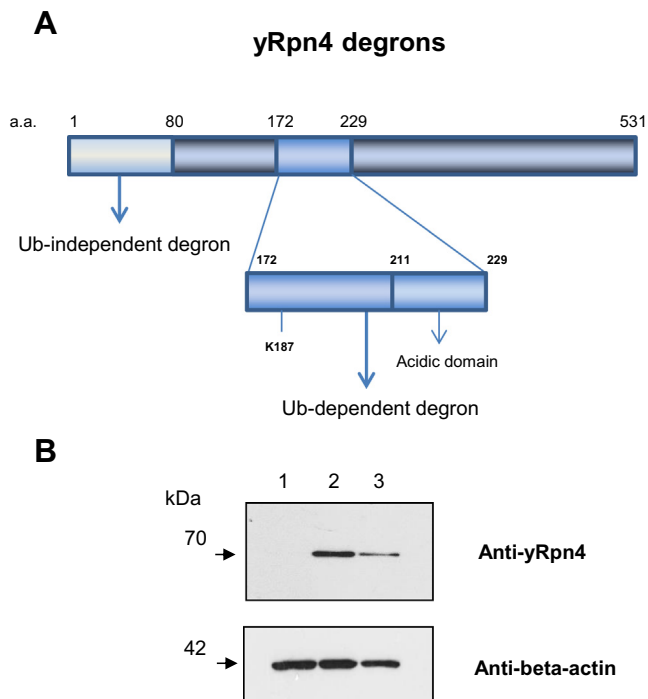 A
yRpn4 degrons
a.a. 1 80 172 229 531
Ub-independent degron
172 211 229
K187
Acidic domain
Ub-dependent degron
B
1 2 3
kDa
70
Anti-yRpn4
42
Anti-beta-actin